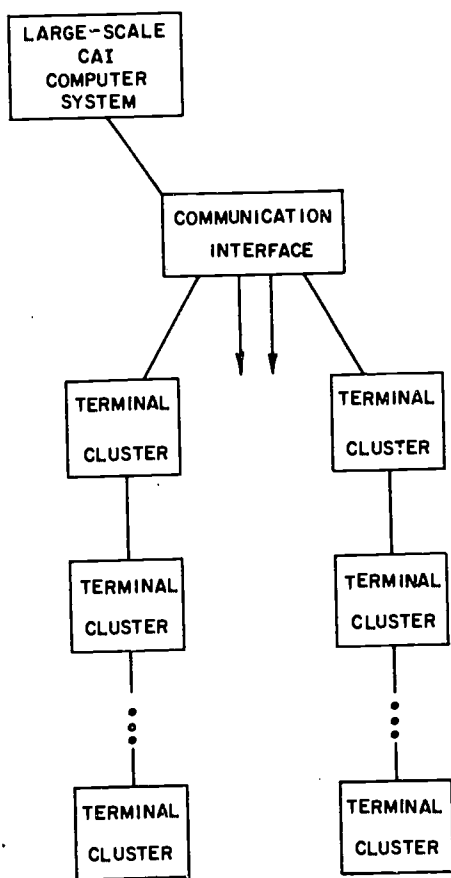 LARGE-SCALE
CAI
COMPUTER
SYSTEM
COMMUNICATION
INTERFACE
TERMINAL
CLUSTER
TERMINAL
CLUSTER
TERMINAL
CLUSTER
TERMINAL
CLUSTER
TERMINAL
CLUSTER
TERMINAL
CLUSTER